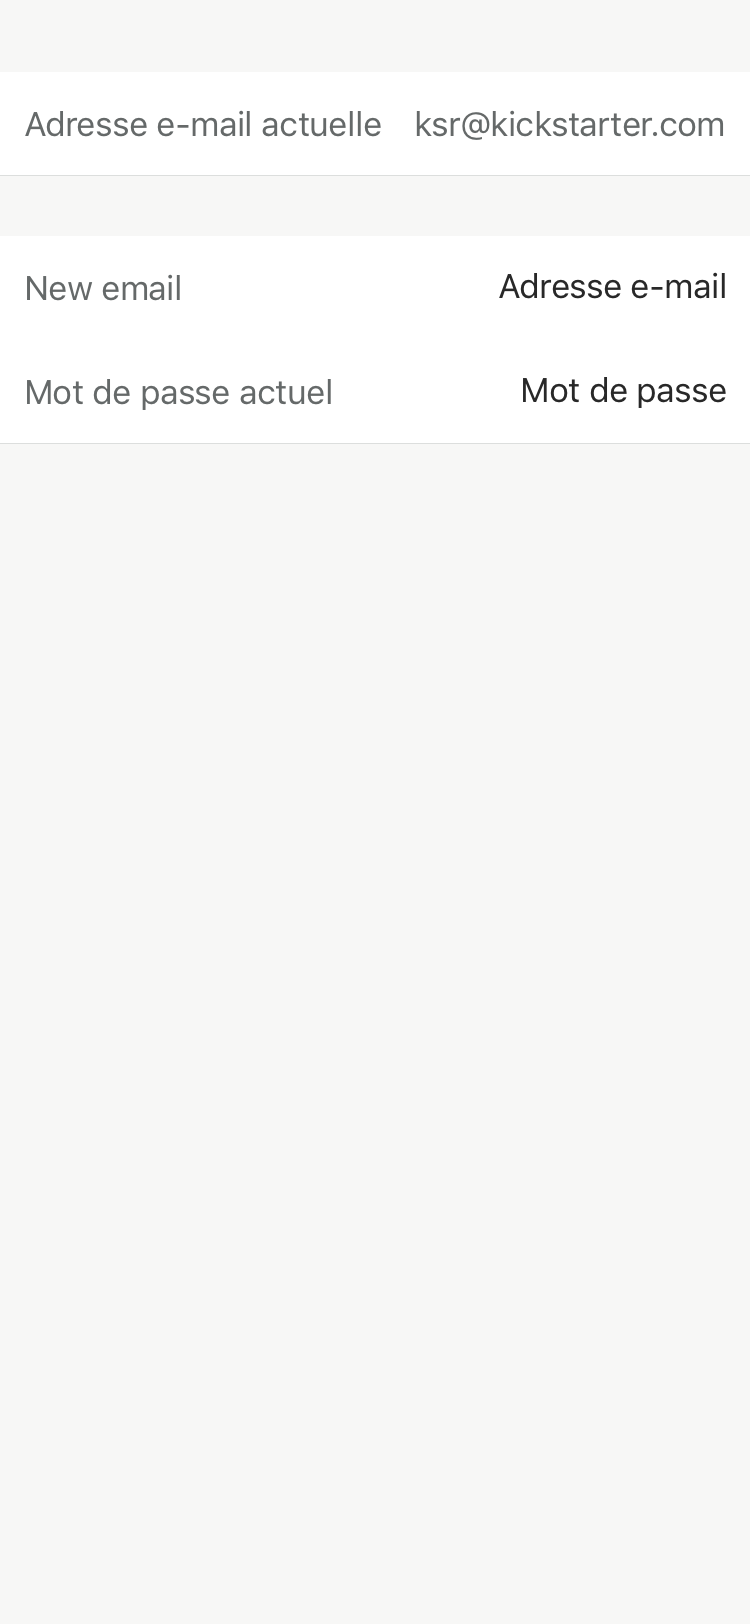 Adresse e-mail actuelle ksr@kickstarter.com
New email Adresse e-mail
Mot de passe actuel Mot de passe